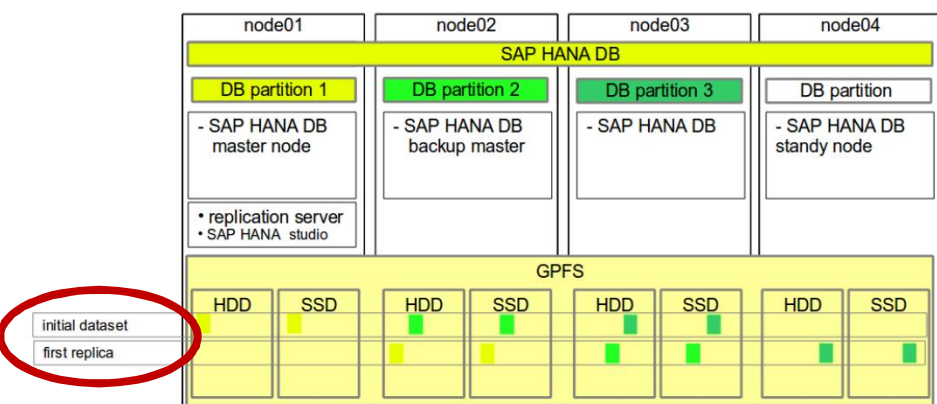 node01
node02
node03
node04
SAP HANA DB
DB partition 1
DB partition 2
DB partition 3
DB partition
- SAP HANA DB
master node
- SAP HANA DB
backup master
- SAP HANA DB
- SAP HANA DB
standy node
• replication server
• SAP HANA studio
GPFS
HDD
SSD
HDD
SSD
HDD
SSD
HDD
SSD
initial dataset
first replica